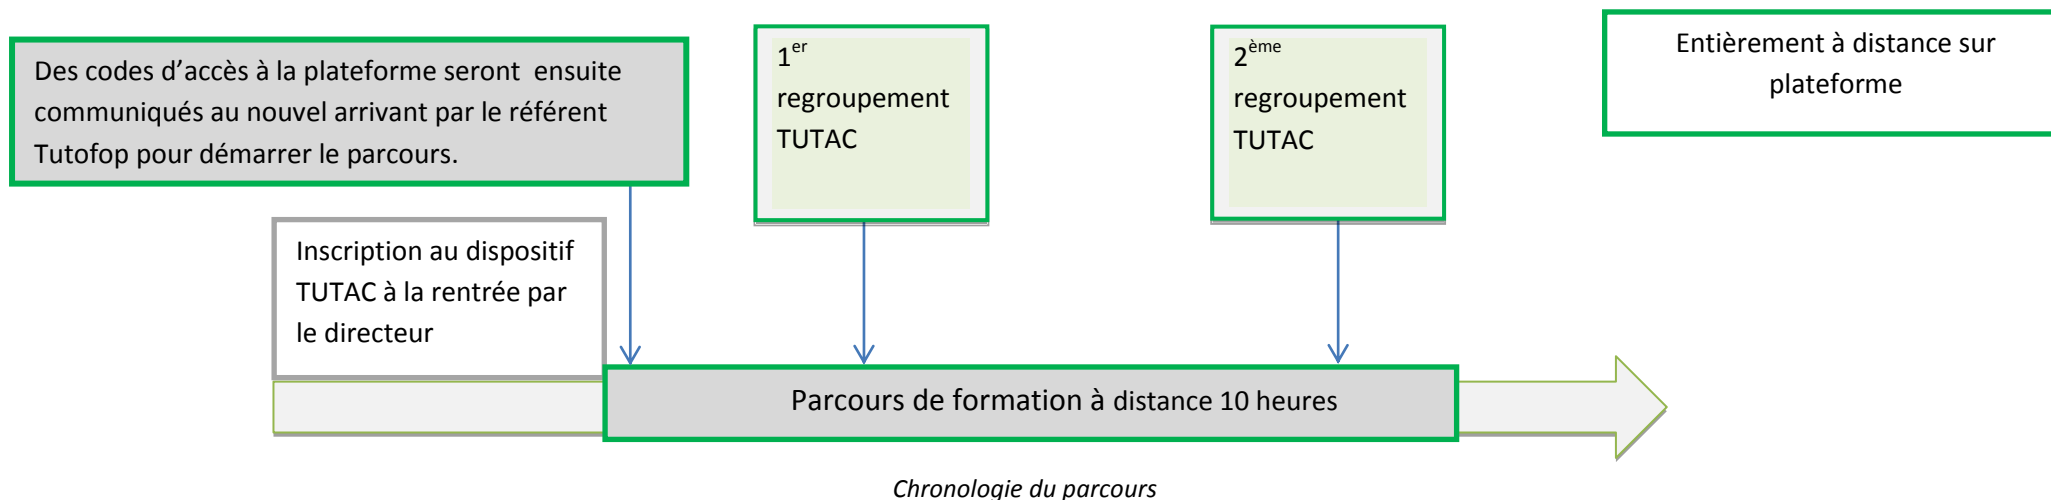 Des codes d’accès à la plateforme seront ensuite
communiqués au nouvel arrivant par le référent
Tutofop pour démarrer le parcours.
1er
regroupement
TUTAC
2ème
regroupement
TUTAC
Entièrement à distance sur
plateforme
Inscription au dispositif
TUTAC à la rentrée par
le directeur
Parcours de formation à distance 10 heures
Chronologie du parcours